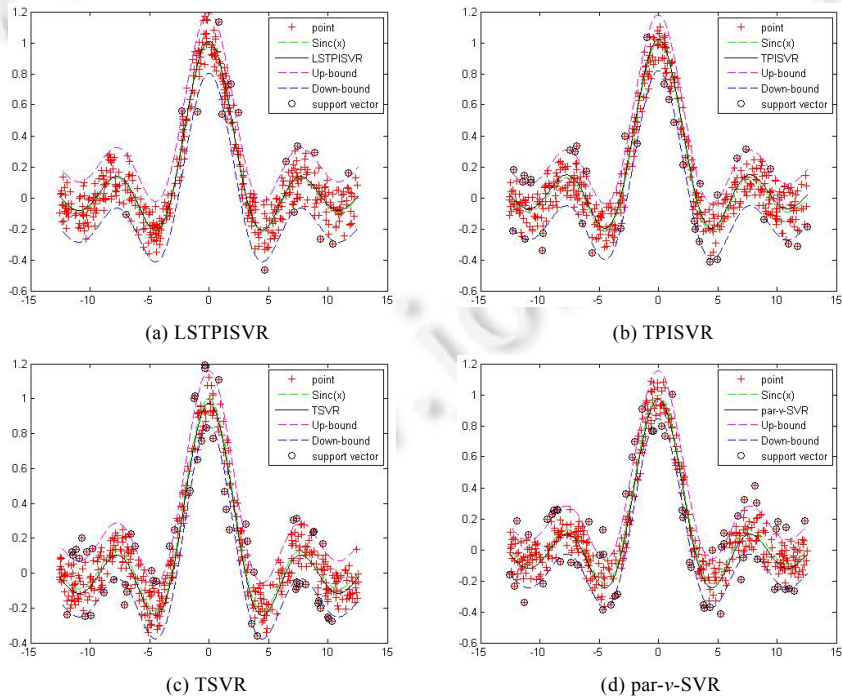 1.2
1
0.8
0.6
0.4
0.2
0
-0.2
-0.4
-0.6
-15 -10 -5 0 5 10 15
point
Sinc(x)
LSTPISVR
Up-bound
Down-bound
support vector
(a) LSTPISVR
1.2
1
0.8
0.6
0.4
0.2
0
-0.2
-0.4
-0.6
-15 -10 -5 0 5 10 15
point
Sinc(x)
TPISVR
Up-bound
Down-bound
support vector
(b) TPISVR
1.2
1
0.8
0.6
0.4
0.2
0
-0.2
-0.4
-15 -10 -5 0 5 10 15
point
Sinc(x)
TSVR
Up-bound
Down-bound
support vector
(c) TSVR
1.2
1
0.8
0.6
0.4
0.2
0
-0.2
-0.4
-0.6
-15 -10 -5 0 5 10 15
point
Sinc(x)
par-v-SVR
Up-bound
Down-bound
support vector
(d) par-v-SVR